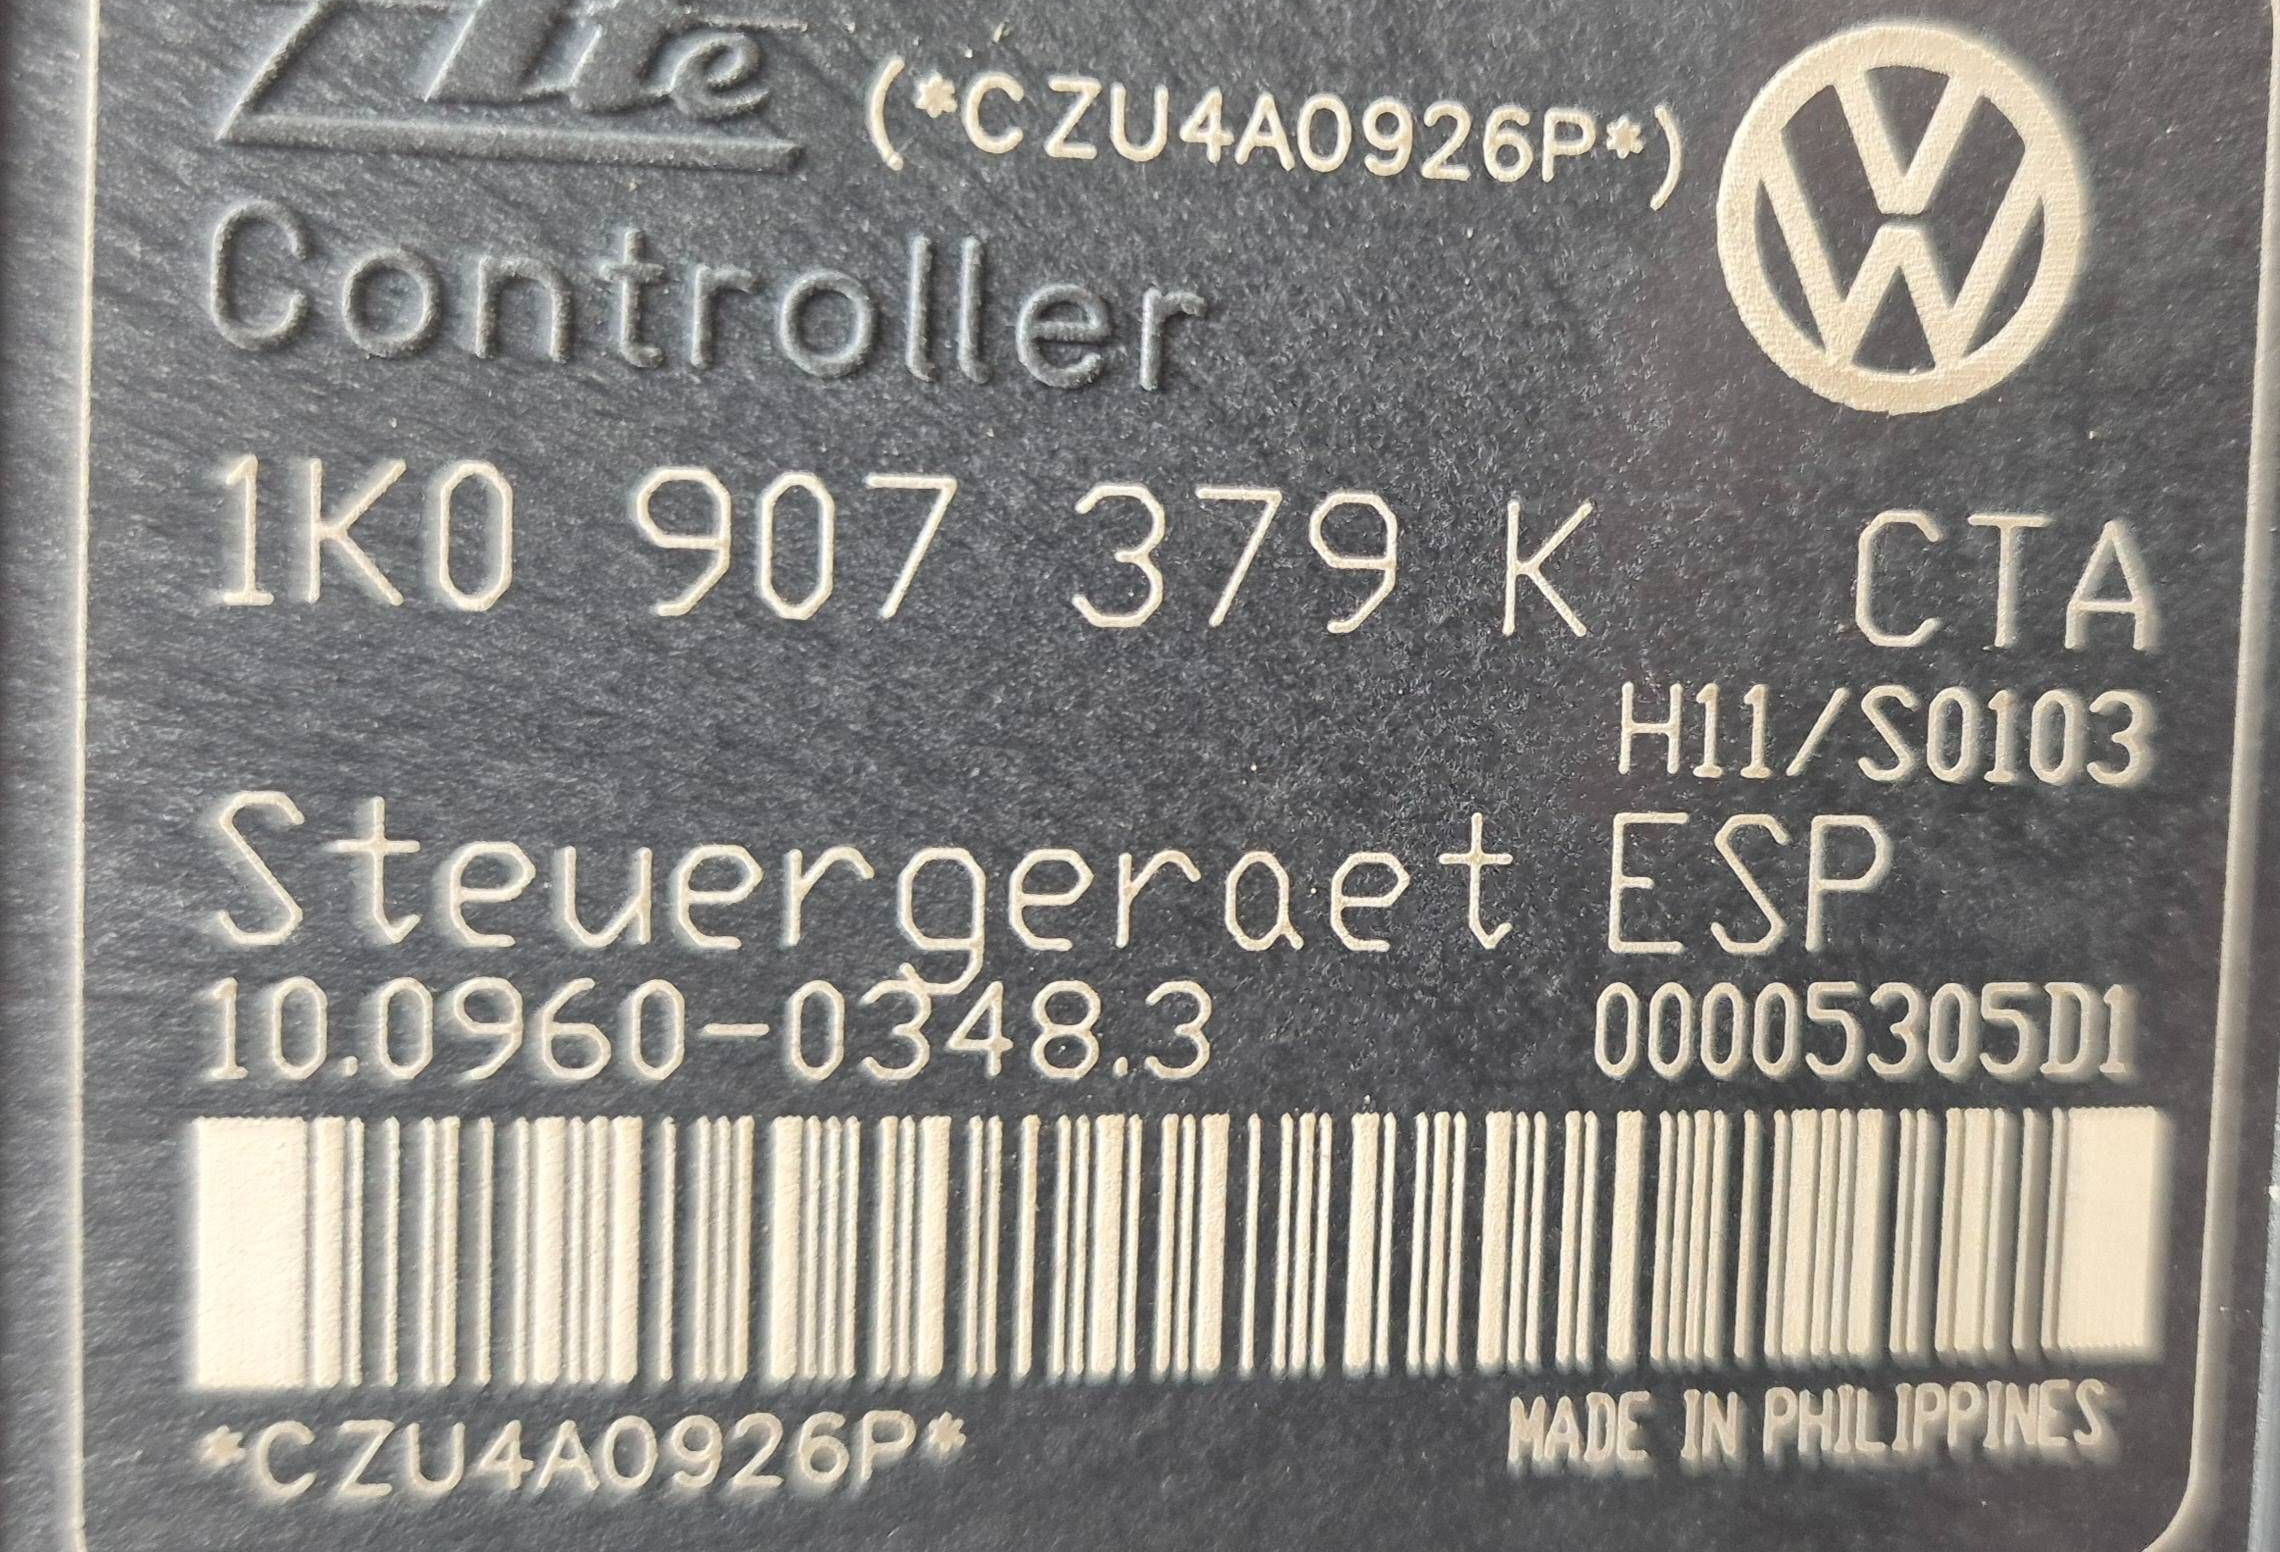 Ate
(*CZU4A0926P*)
Controller
1K0 907 379 K CTA
H11/S0103
Steuergeraet ESP
10.0960-0348.3 00005305D1
*CZU4A0926P*
MADE IN PHILIPPINES